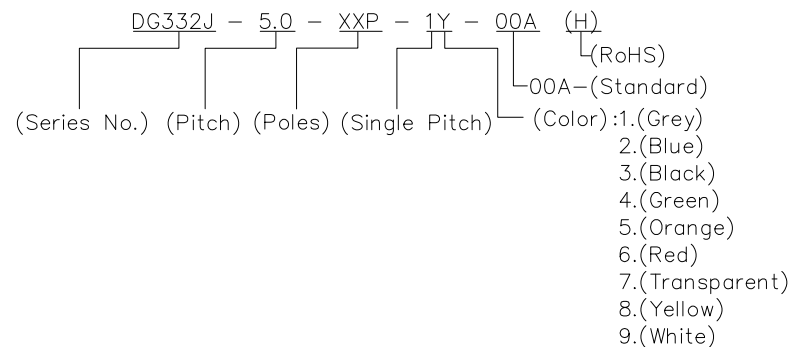 DG332J - 5.0 - XXP - 1Y - 00A (H)
(RoHS)
00A-(Standard)
(Series No.) (Pitch) (Poles) (Single Pitch) (Color):1.(Grey)
2.(Blue)
3.(Black)
4.(Green)
5.(Orange)
6.(Red)
7.(Transparent)
8.(Yellow)
9.(White)